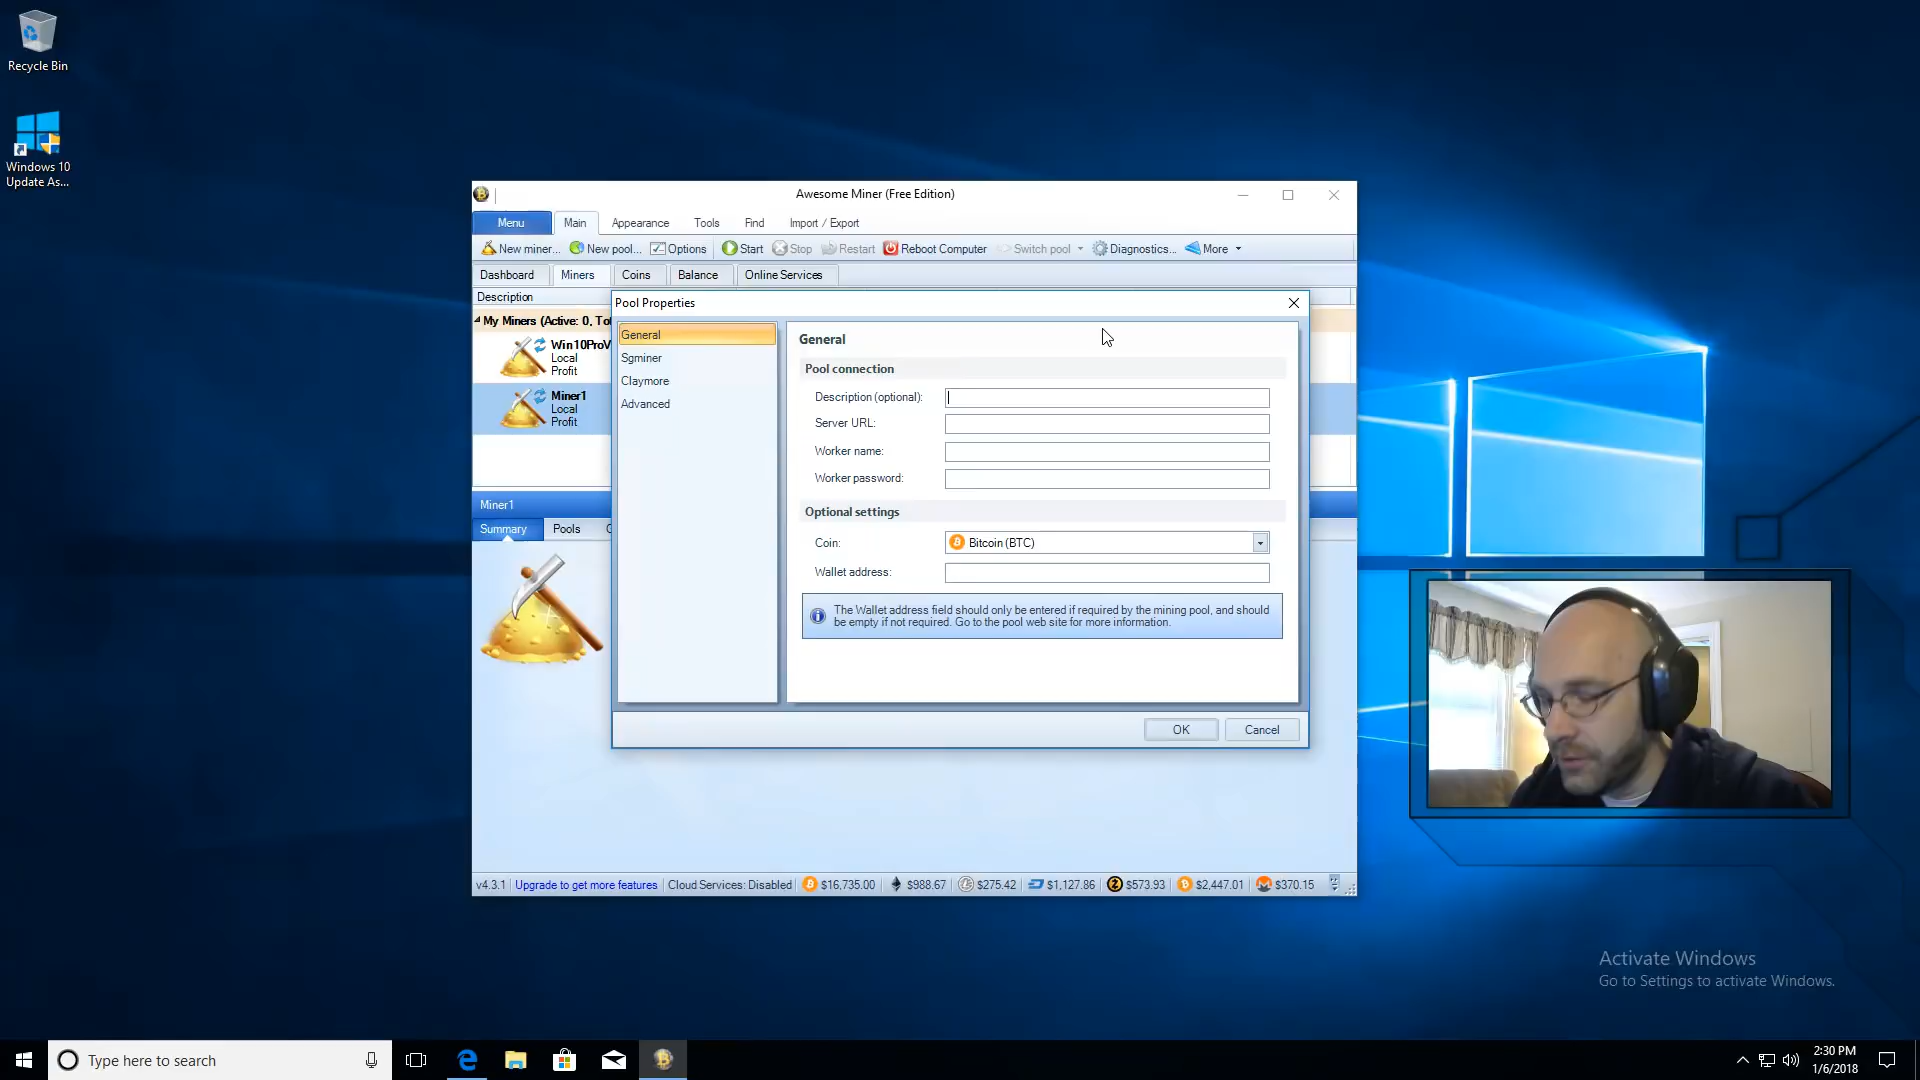 Recycle Bin
Windows 10
Update As...
Awesome Miner (Free Edition)
Menu
Main
Appearance
Tools
Find
Import / Export
New miner...
New pool...
Options
Start
Stop
Restart
Reboot Computer
Switch pool
Diagnostics...
More
Dashboard
Miners
Coins
Balance
Online Services
Description
My Miners (Active: 0, To
Win10ProV
Local
Profit
Miner1
Local
Profit
Miner1
Summary
Pools
Pool Properties
General
Sgminer
Claymore
Advanced
General
Pool connection
Description (optional):
Server URL:
Worker name:
Worker password:
Optional settings
Coin:
Bitcoin (BTC)
Wallet address:
The Wallet address field should only be entered if required by the mining pool, and should
be empty if not required. Go to the pool web site for more information.
OK
Cancel
v4.3.1
Upgrade to get more features
Cloud Services: Disabled
$16,735.00
$988.67
$275.42
$1,127.86
$573.93
$2,447.01
$370.15
Activate Windows
Go to Settings to activate Windows.
Type here to search
2:30 PM
1/6/2018